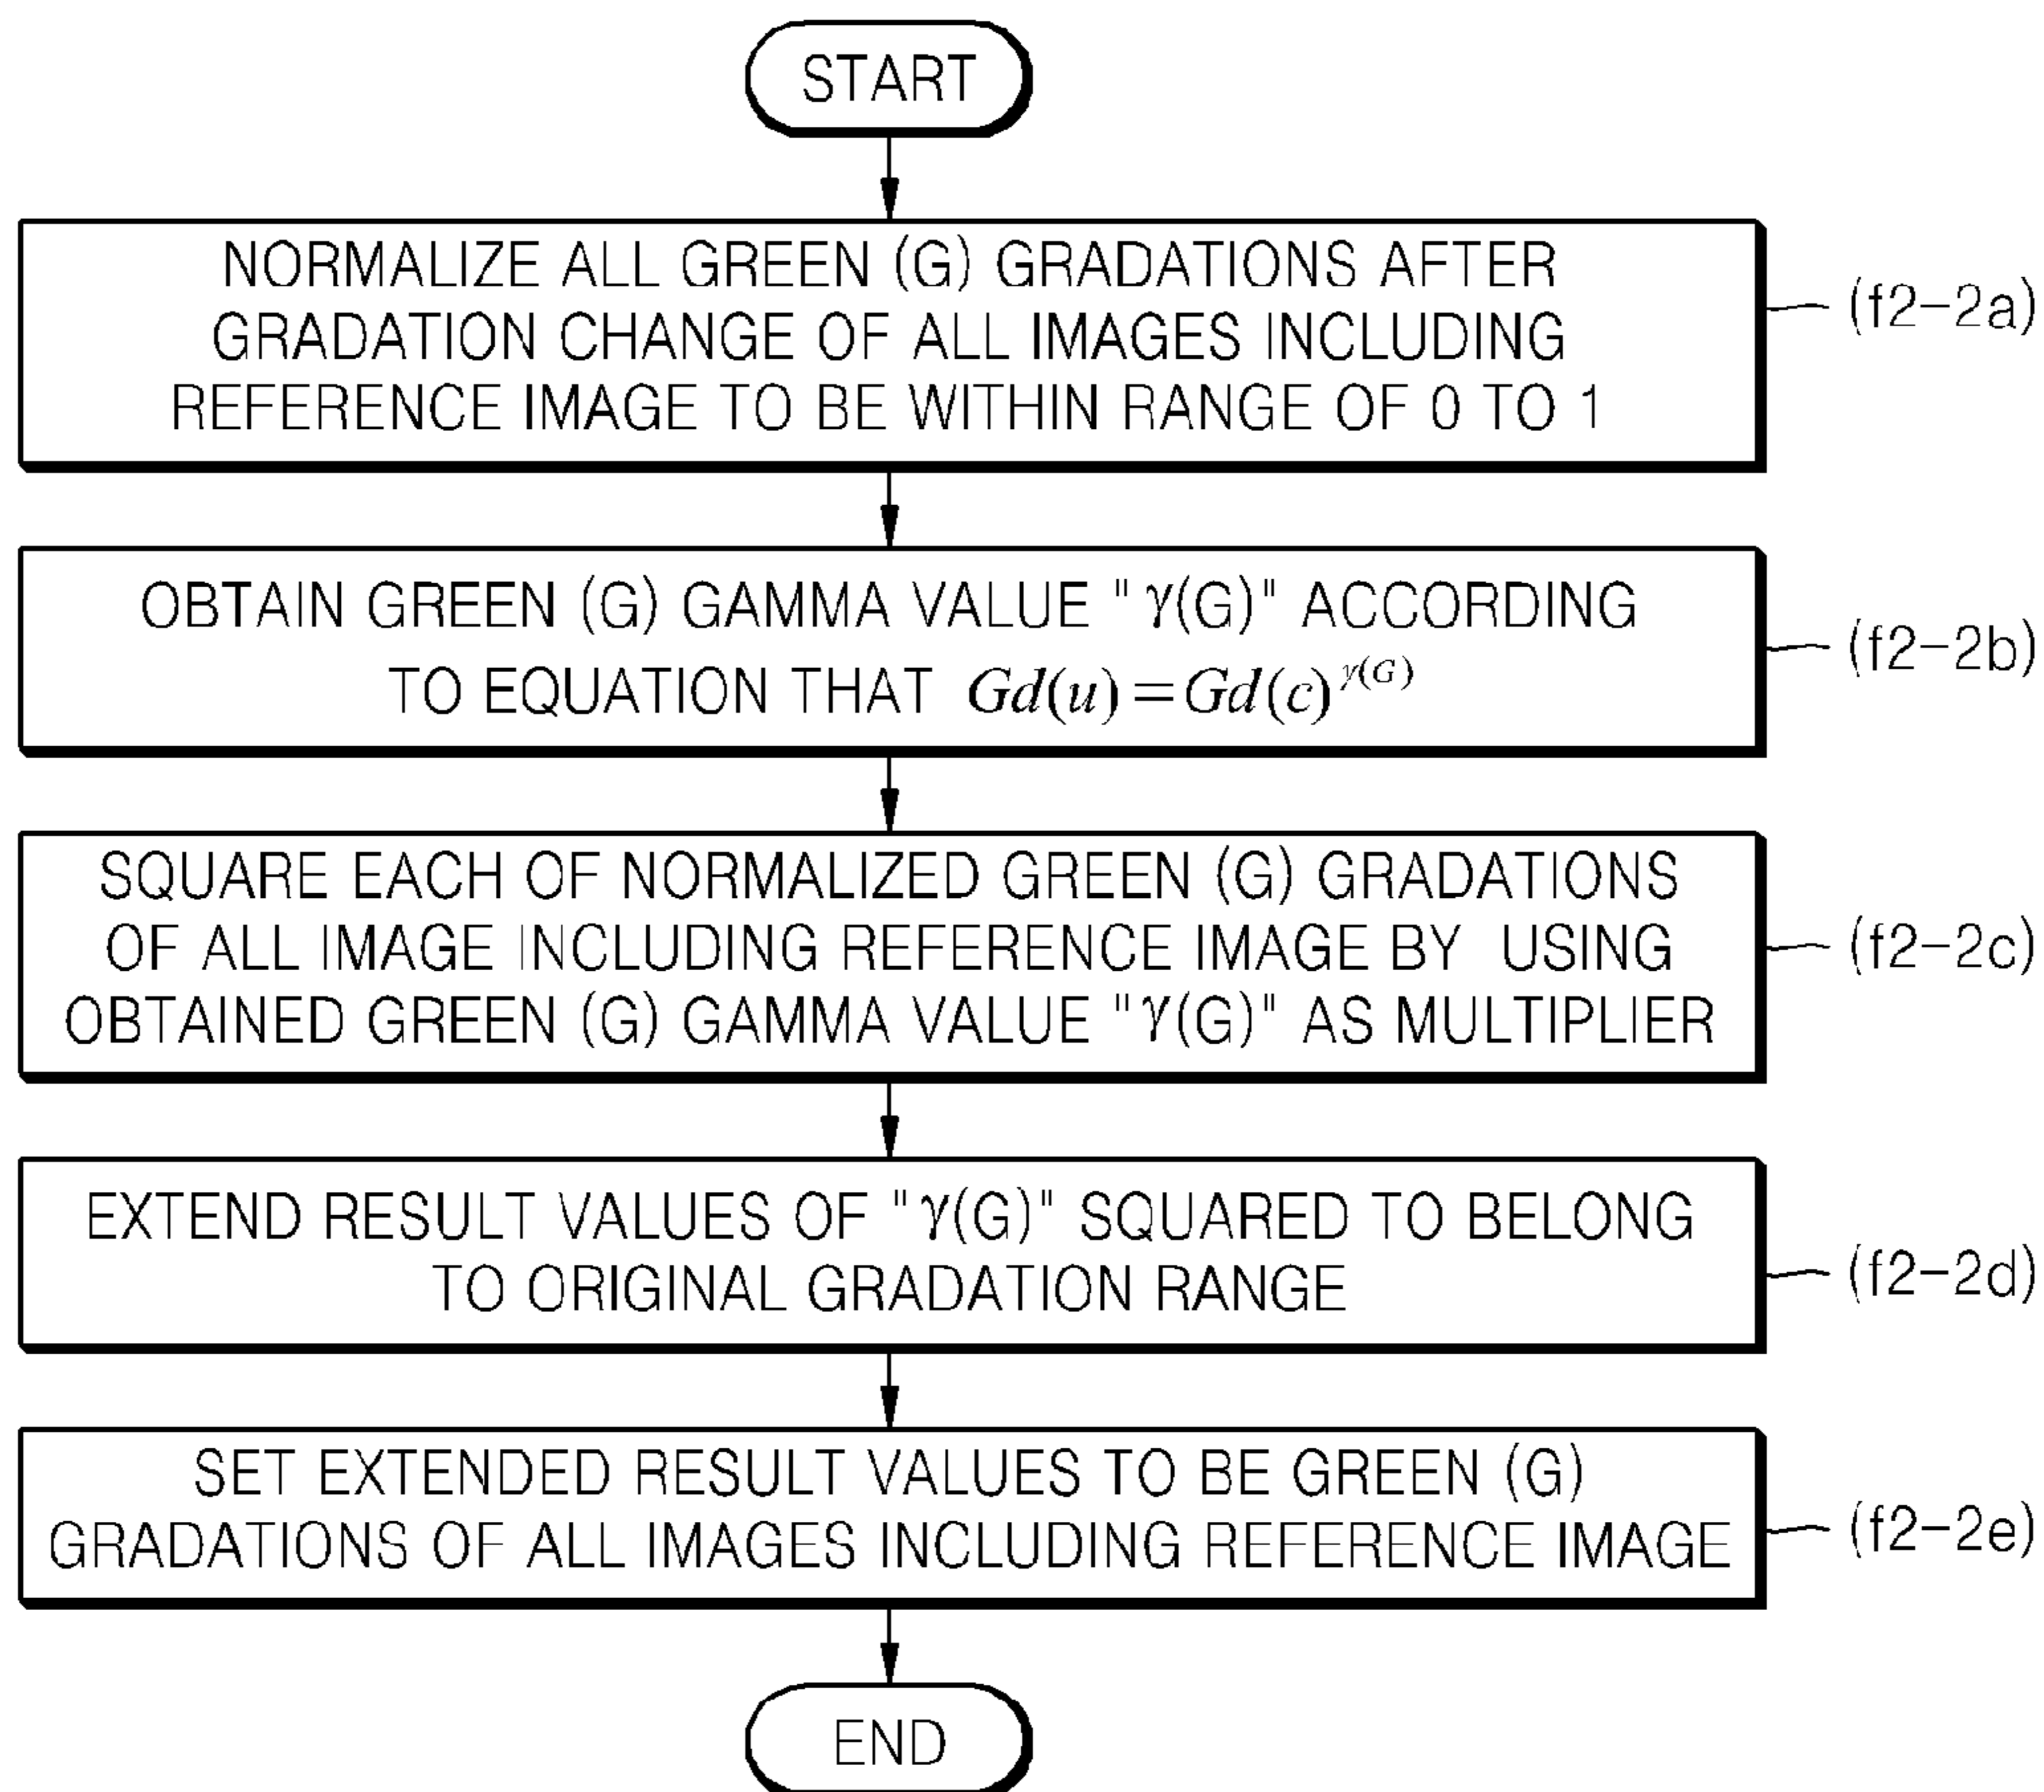 START
NORMALIZE ALL GREEN (G) GRADATIONS AFTER
GRADATION CHANGE OF ALL IMAGES INCLUDING
REFERENCE IMAGE TO BE WITHIN RANGE OF 0 TO 1
(f2-2a)
OBTAIN GREEN (G) GAMMA VALUE "γ(G)" ACCORDING
TO EQUATION THAT Gd(u)=Gd(c)^γ(G)
(f2-2b)
SQUARE EACH OF NORMALIZED GREEN (G) GRADATIONS
OF ALL IMAGE INCLUDING REFERENCE IMAGE BY USING
OBTAINED GREEN (G) GAMMA VALUE "γ(G)" AS MULTIPLIER
(f2-2c)
EXTEND RESULT VALUES OF "γ(G)" SQUARED TO BELONG
TO ORIGINAL GRADATION RANGE
(f2-2d)
SET EXTENDED RESULT VALUES TO BE GREEN (G)
GRADATIONS OF ALL IMAGES INCLUDING REFERENCE IMAGE
(f2-2e)
END